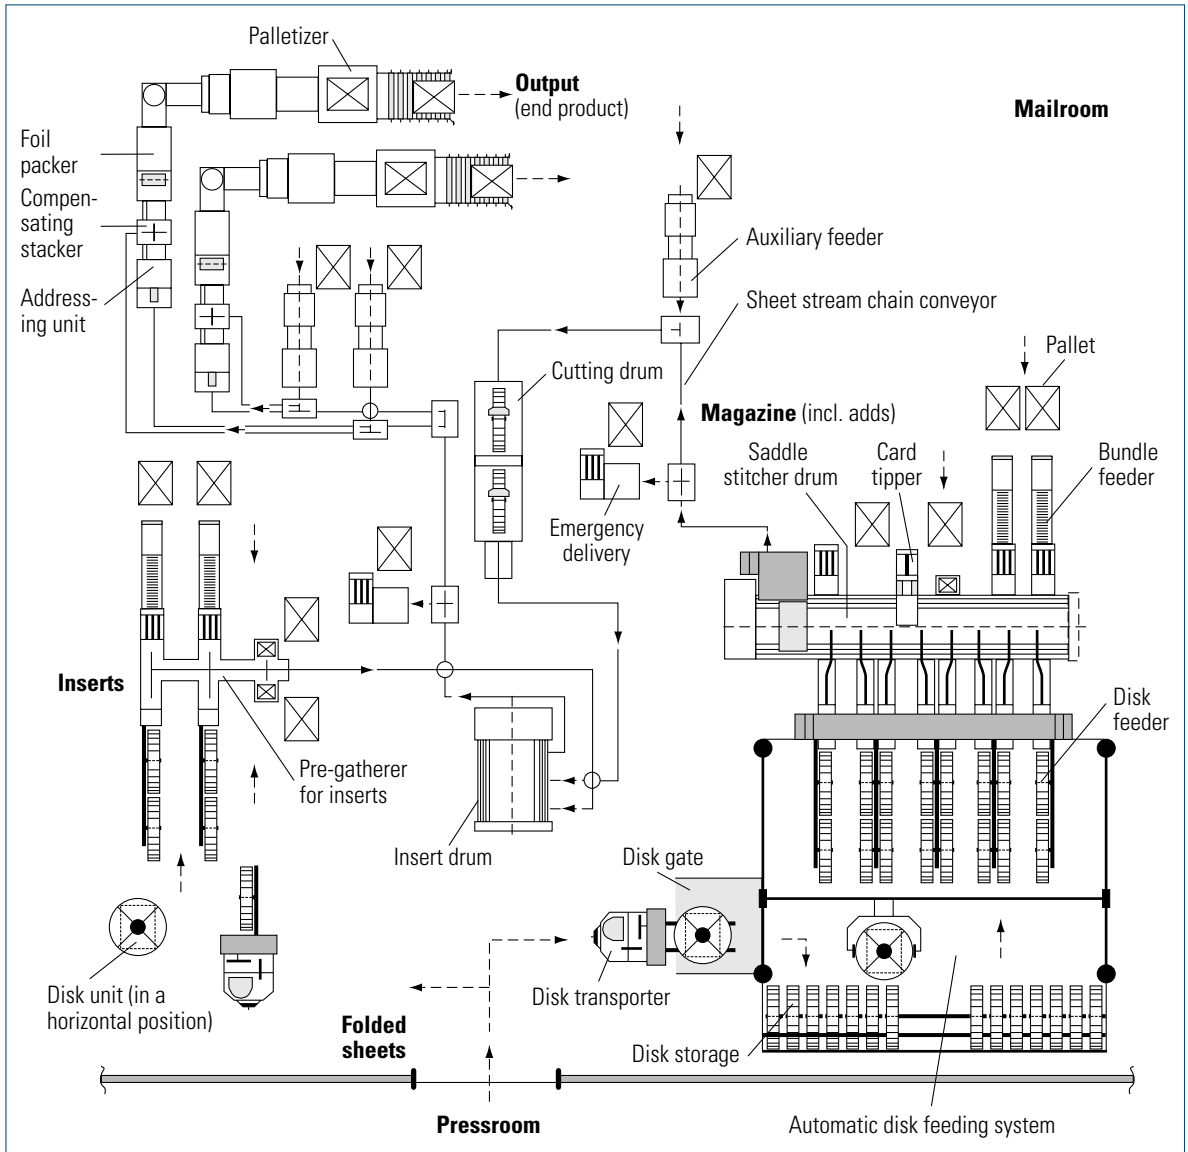 Palletizer
Output
(end product)
Mailroom
Foil
packer
Compen-
sating
stacker
Address-
ing unit
Auxiliary feeder
Sheet stream chain conveyor
Pallet
Cutting drum
Magazine (incl. adds)
Saddle
stitcher drum
Card
tipper
Bundle
feeder
Emergency
delivery
Inserts
Disk
feeder
Pre-gatherer
for inserts
Insert drum
Disk gate
Disk unit (in a
horizontal position)
Disk transporter
Folded
sheets
Disk storage
Pressroom
Automatic disk feeding system